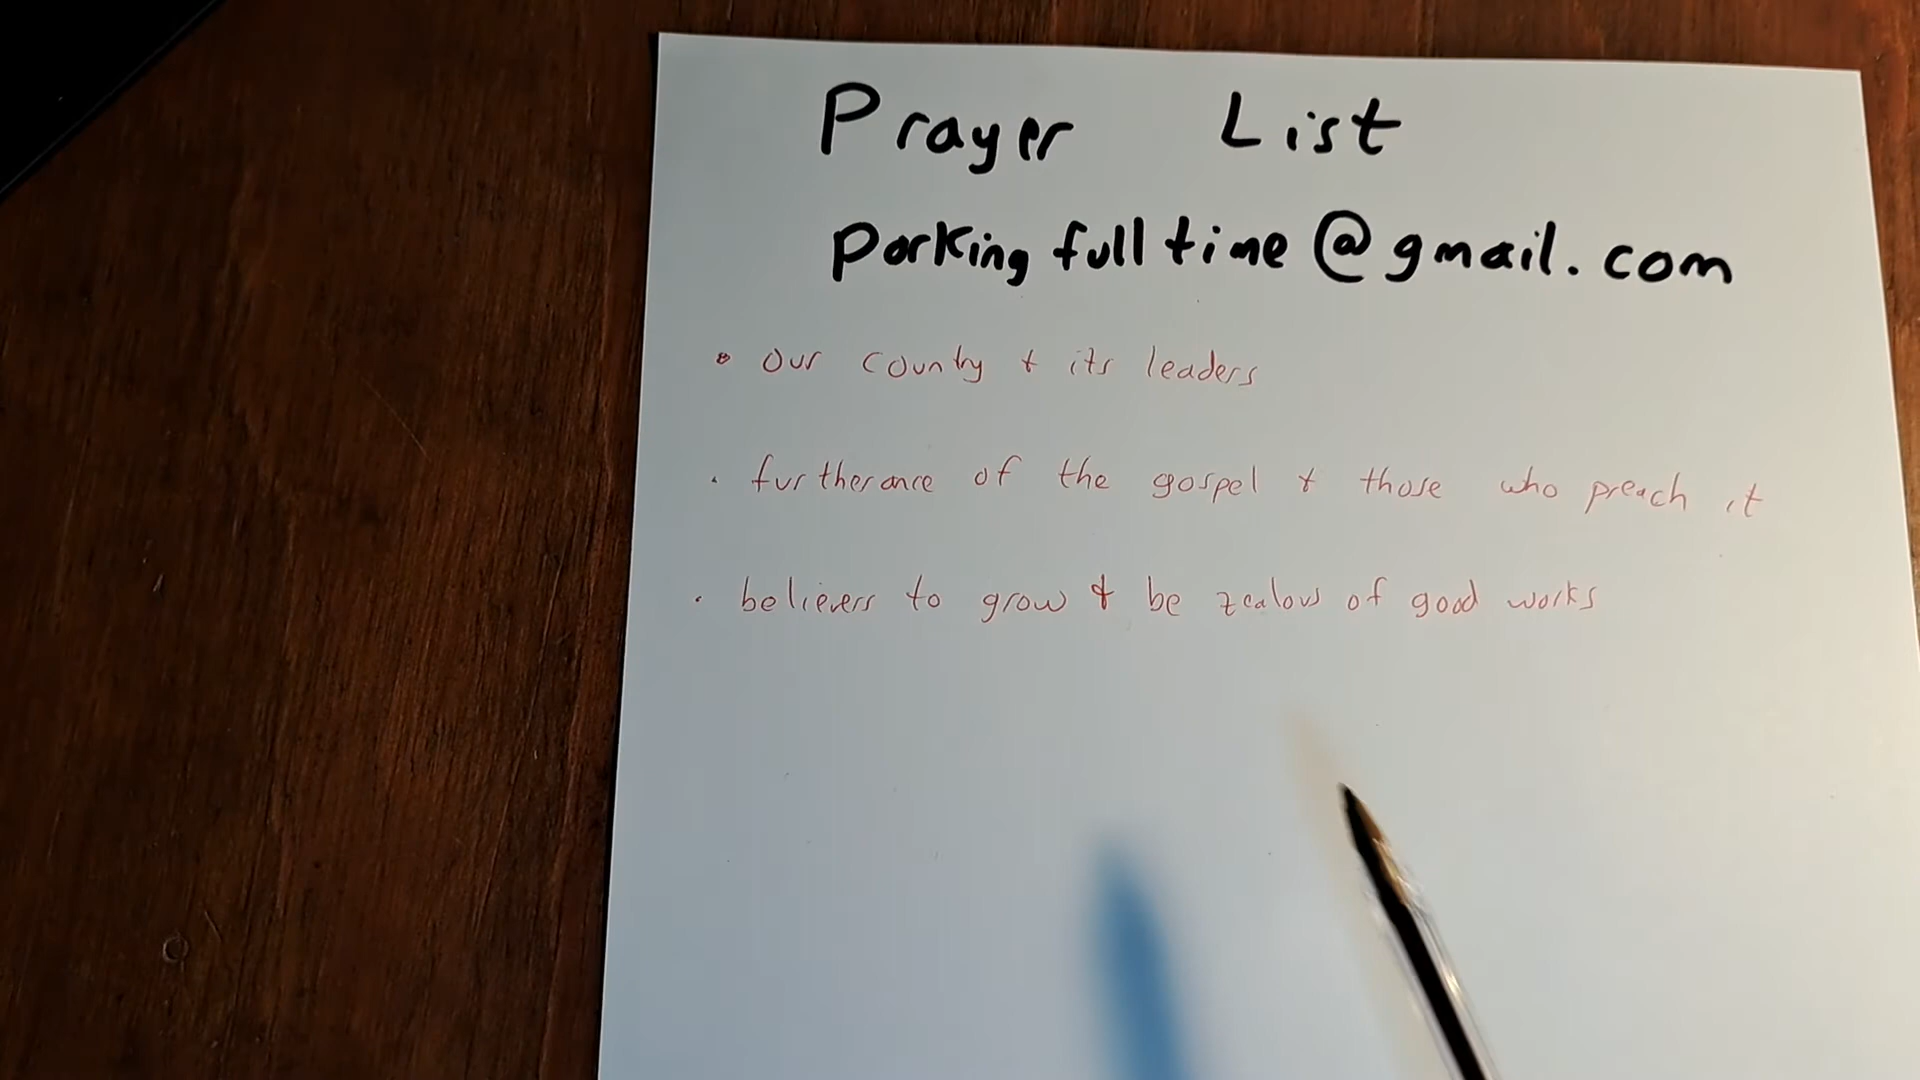 Prayer List
parkingfulltime@gmail.com
• our country + its leaders
• furtherance of the gospel + those who preach it
• believers to grow + be zealous of good works